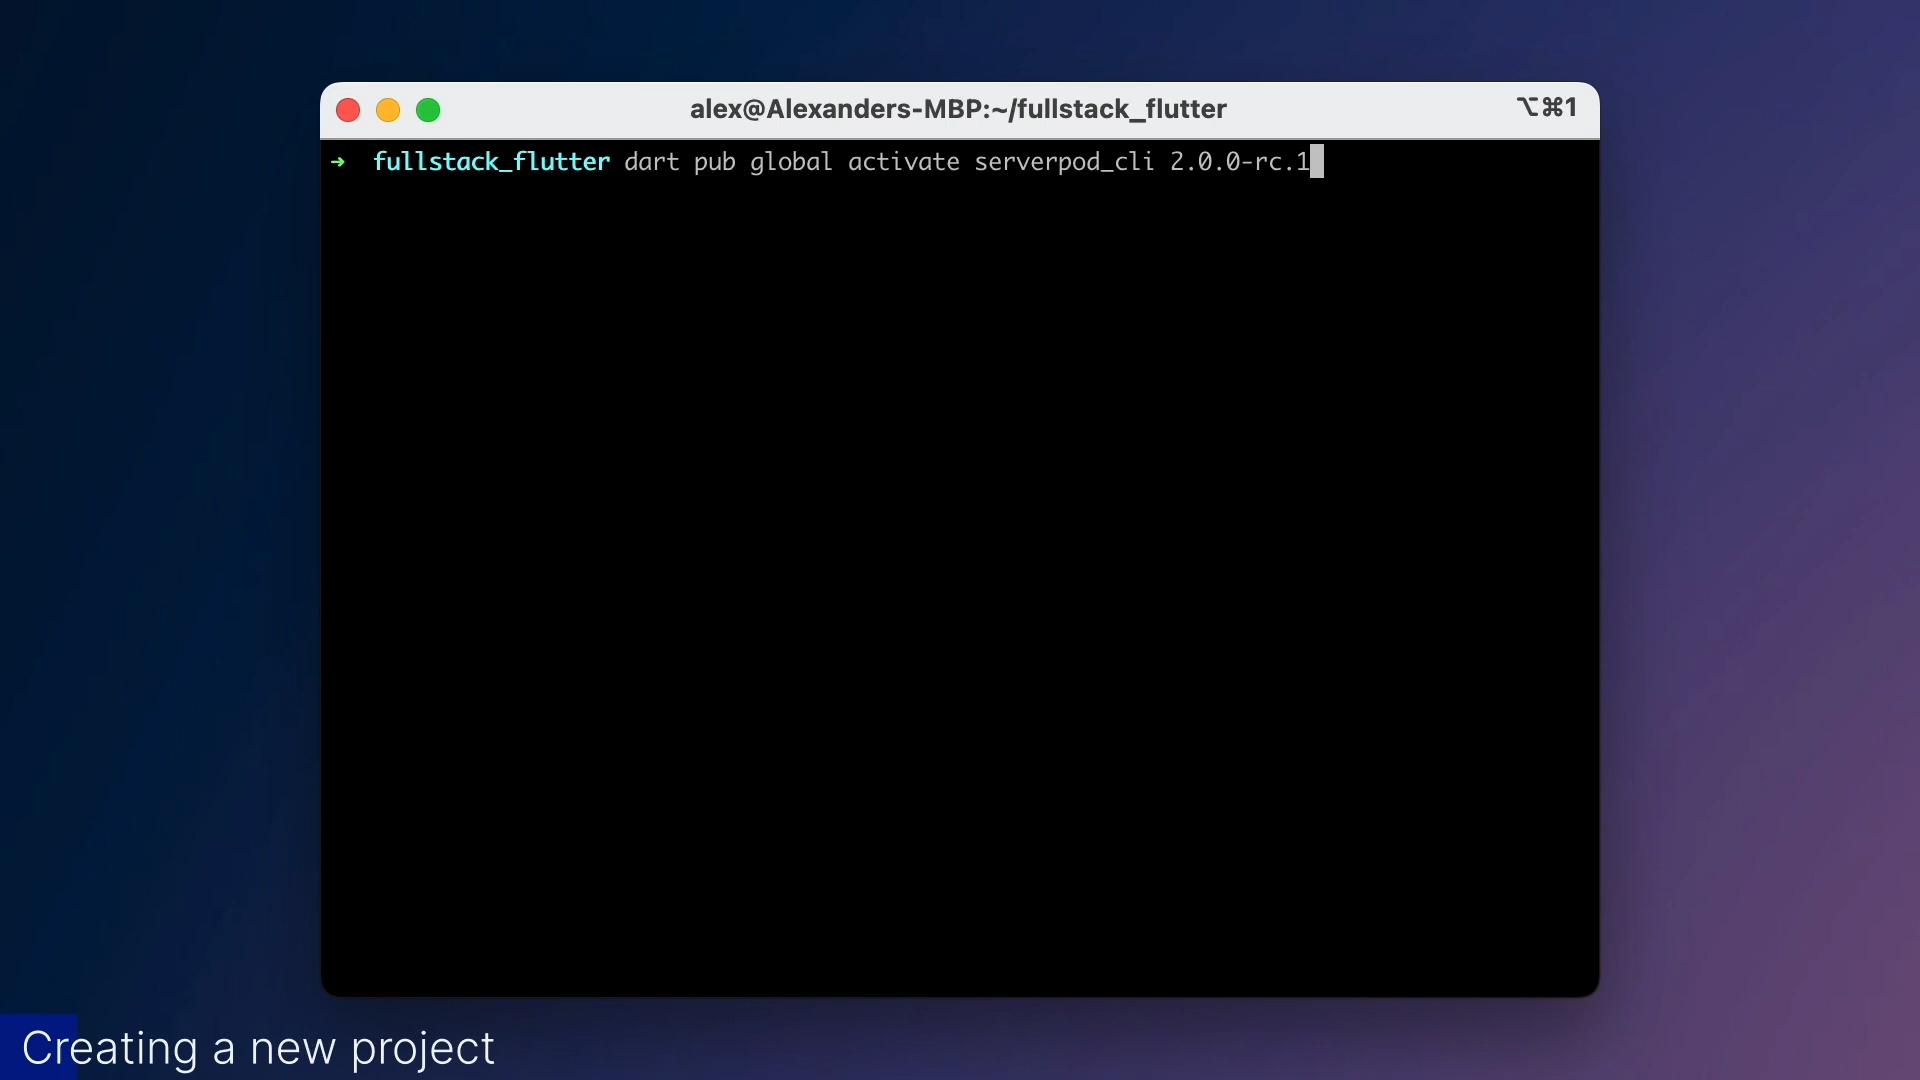 alex@Alexanders-MBP:~/fullstack_flutter
⌥⌘1
➜ fullstack_flutter dart pub global activate serverpod_cli 2.0.0-rc.1
Creating a new project